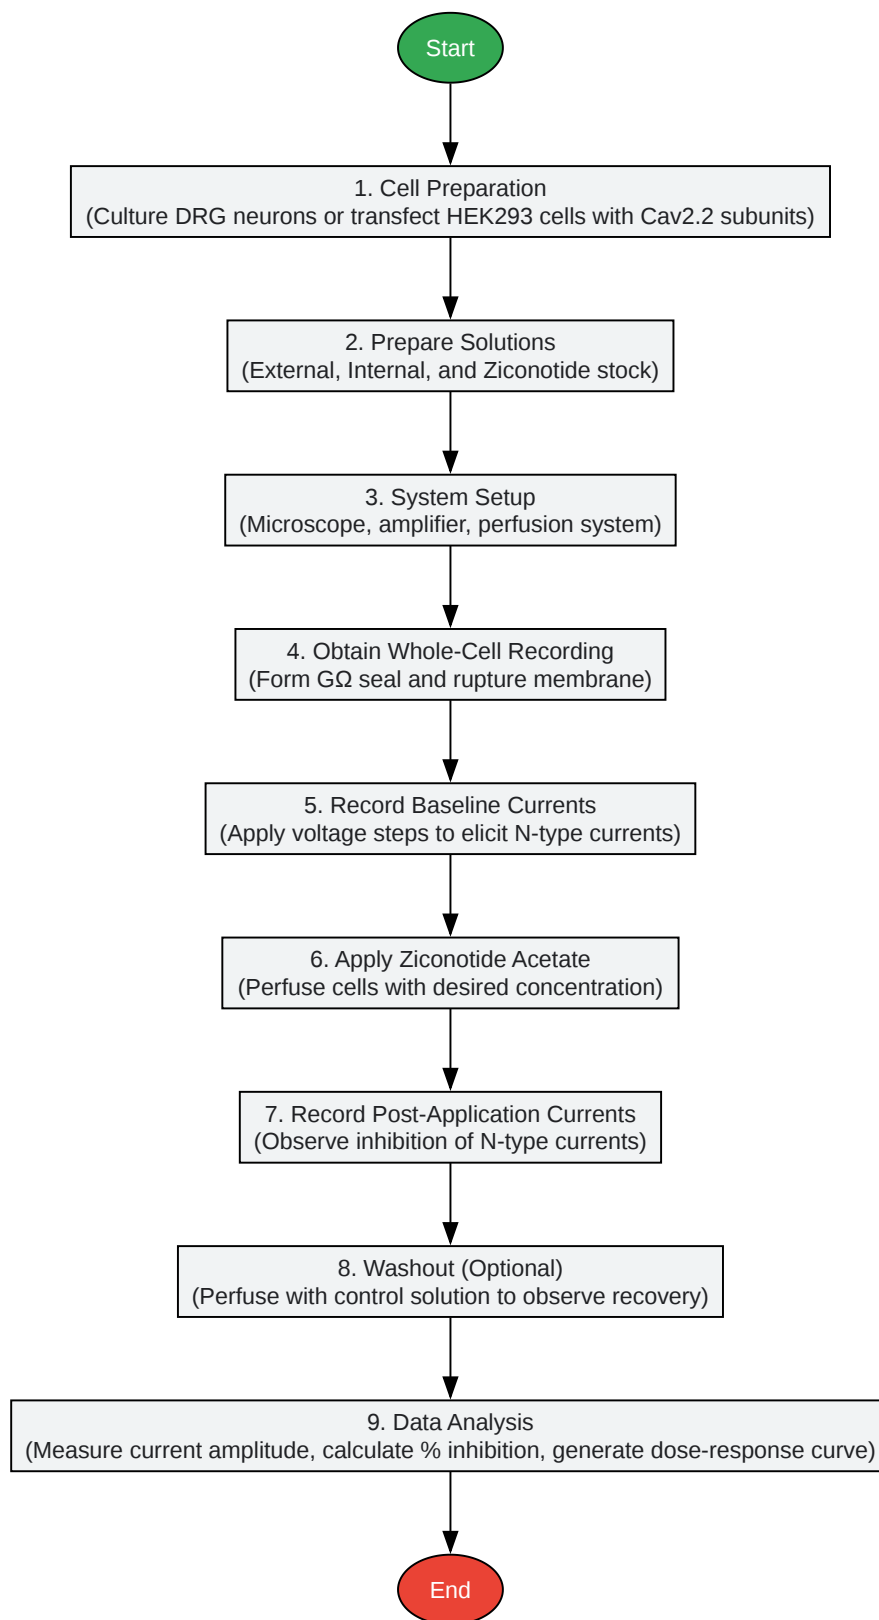 Start
1. Cell Preparation
(Culture DRG neurons or transfect HEK293 cells with Cav2.2 subunits)
2. Prepare Solutions
(External, Internal, and Ziconotide stock)
3. System Setup
(Microscope, amplifier, perfusion system)
4. Obtain Whole-Cell Recording
(Form GΩ seal and rupture membrane)
5. Record Baseline Currents
(Apply voltage steps to elicit N-type currents)
6. Apply Ziconotide Acetate
(Perfuse cells with desired concentration)
7. Record Post-Application Currents
(Observe inhibition of N-type currents)
8. Washout (Optional)
(Perfuse with control solution to observe recovery)
9. Data Analysis
(Measure current amplitude, calculate % inhibition, generate dose-response curve)
End